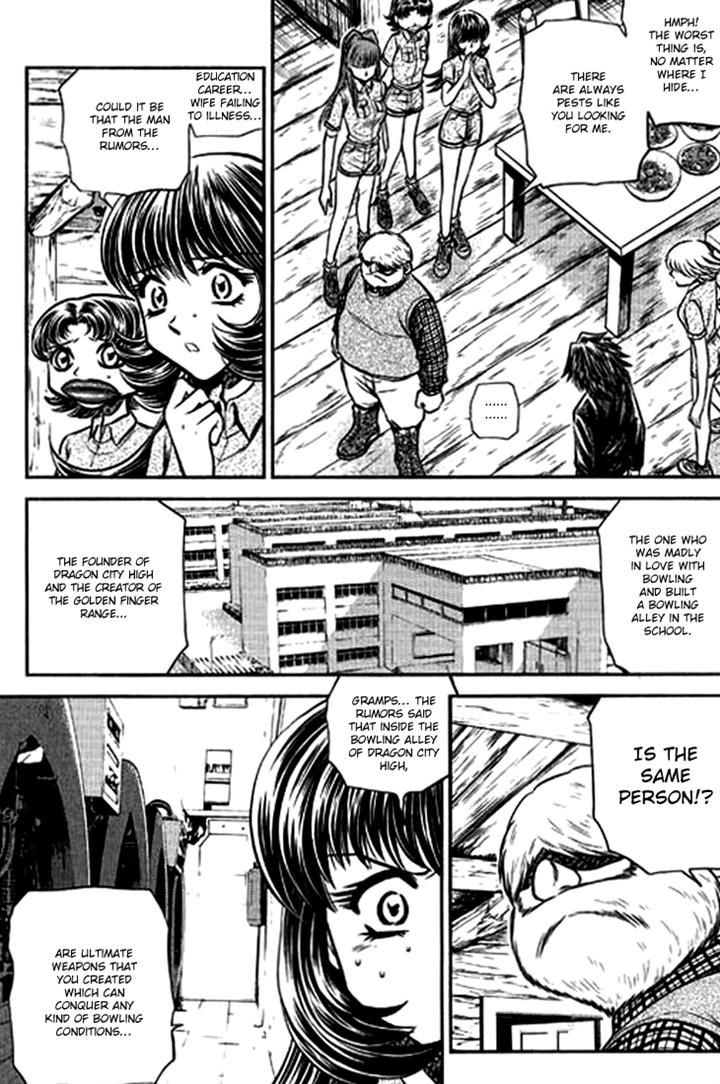 HMPH!
THE WORST
THING IS,
NO MATTER
WHERE I
HIDE...
THERE
ARE ALWAYS
PESTS LIKE
YOU LOOKING
FOR ME.
......
......
EDUCATION
CAREER...
WIFE FAILING
TO ILLNESS...
COULD IT BE
THAT THE MAN
FROM THE
RUMORS...
THE ONE WHO
WAS MADLY
IN LOVE WITH
BOWLING
AND BUILT
A BOWLING
ALLEY IN THE
SCHOOL.
THE FOUNDER OF
DRAGON CITY HIGH
AND THE CREATOR OF
THE GOLDEN FINGER
RANGE...
IS THE
SAME
PERSON!?
GRAMPS... THE
RUMORS SAID
THAT INSIDE THE
BOWLING ALLEY
OF DRAGON CITY
HIGH,
ARE ULTIMATE
WEAPONS THAT
YOU CREATED
WHICH CAN
CONQUER ANY
KIND OF BOWLING
CONDITIONS...